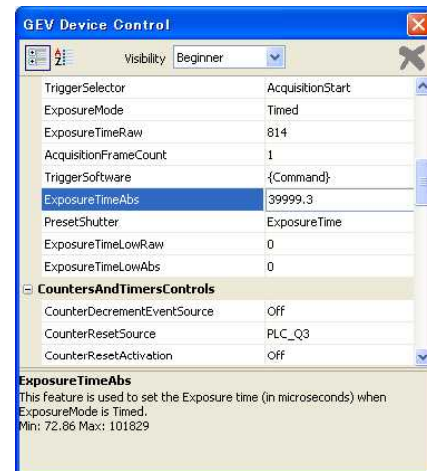 GEV Device Control
Visibility Beginner
TriggerSelector AcquisitionStart
ExposureMode Timed
ExposureTimeRaw 814
AcquisitionFrameCount 1
TriggerSoftware {Command}
ExposureTimeAbs 39999.3
PresetShutter ExposureTime
ExposureTimeLowRaw 0
ExposureTimeLowAbs 0
CountersAndTimersControls
CounterDecrementEventSource Off
CounterResetSource PLC_Q3
CounterResetActivation Off
ExposureTimeAbs
This feature is used to set the Exposure time (in microseconds) when
ExposureMode is Timed.
Min: 72.86 Max: 101829